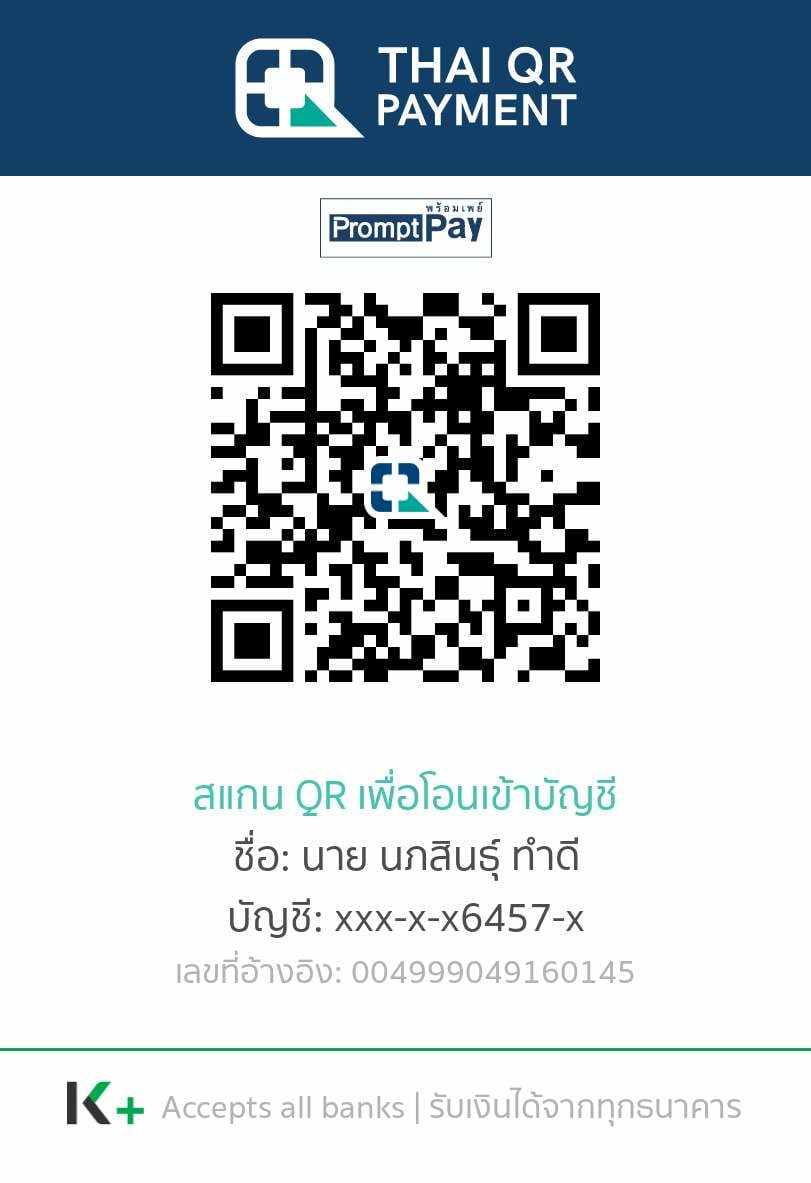 THAI QR
PAYMENT
พร้อมเพย์
PromptPay
สแกน QR เพื่อโอนเข้าบัญชี
ชื่อ: นาย นภสินธุ์ ทำดี
บัญชี: xxx-x-x6457-x
เลขที่อ้างอิง: 004999049160145
K+ Accepts all banks | รับเงินได้จากทุกธนาคาร